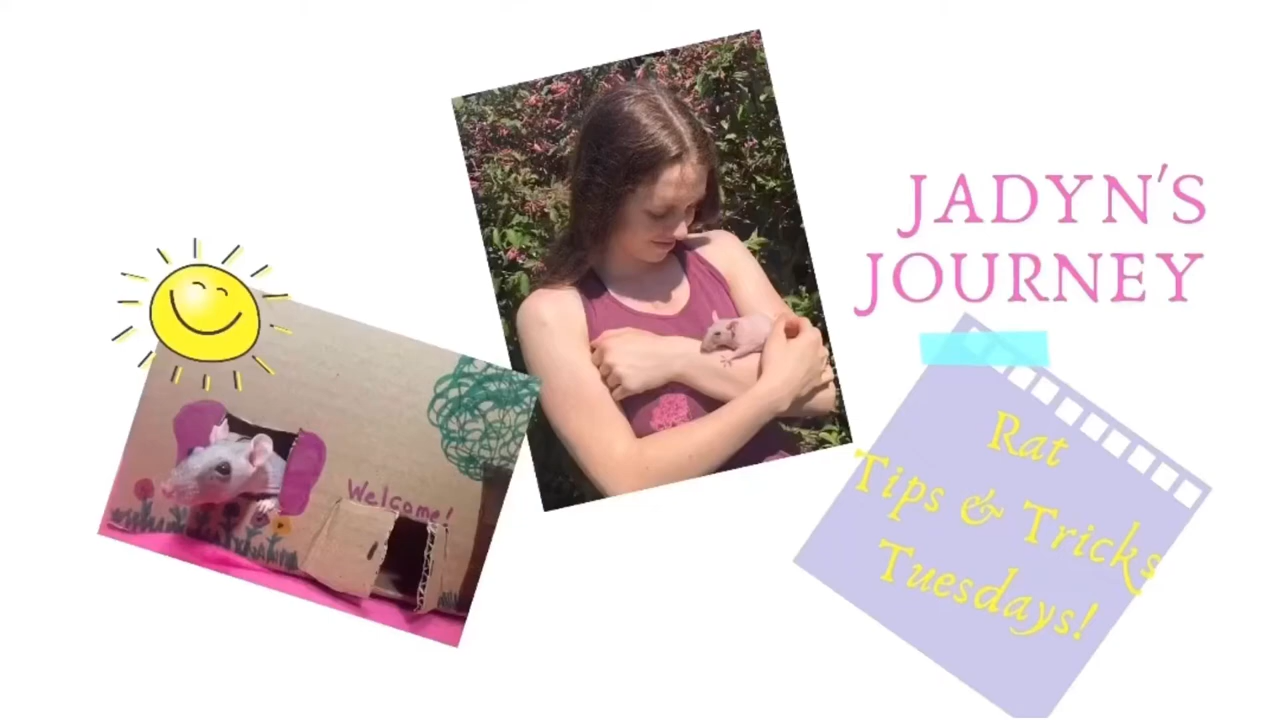 JADYN'S
JOURNEY
Rat
Tips & Tricks
Tuesdays!
Welcome!